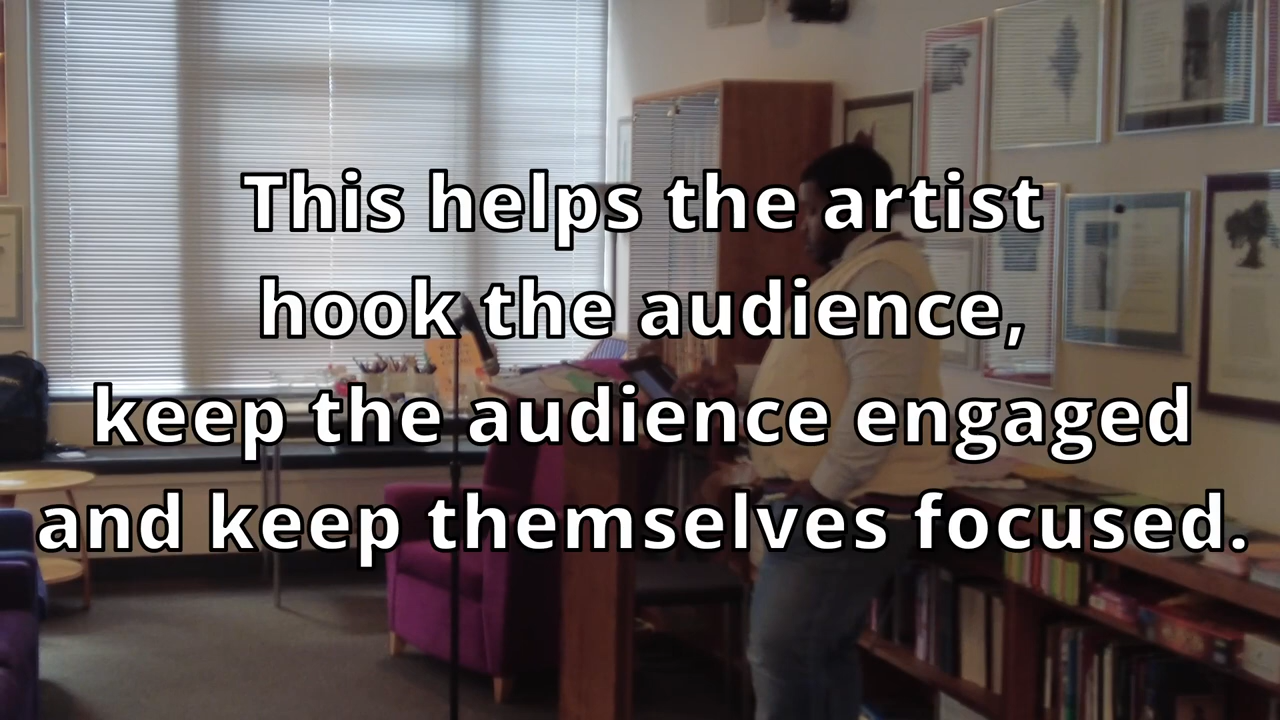 This helps the artist
hook the audience,
keep the audience engaged
and keep themselves focused.